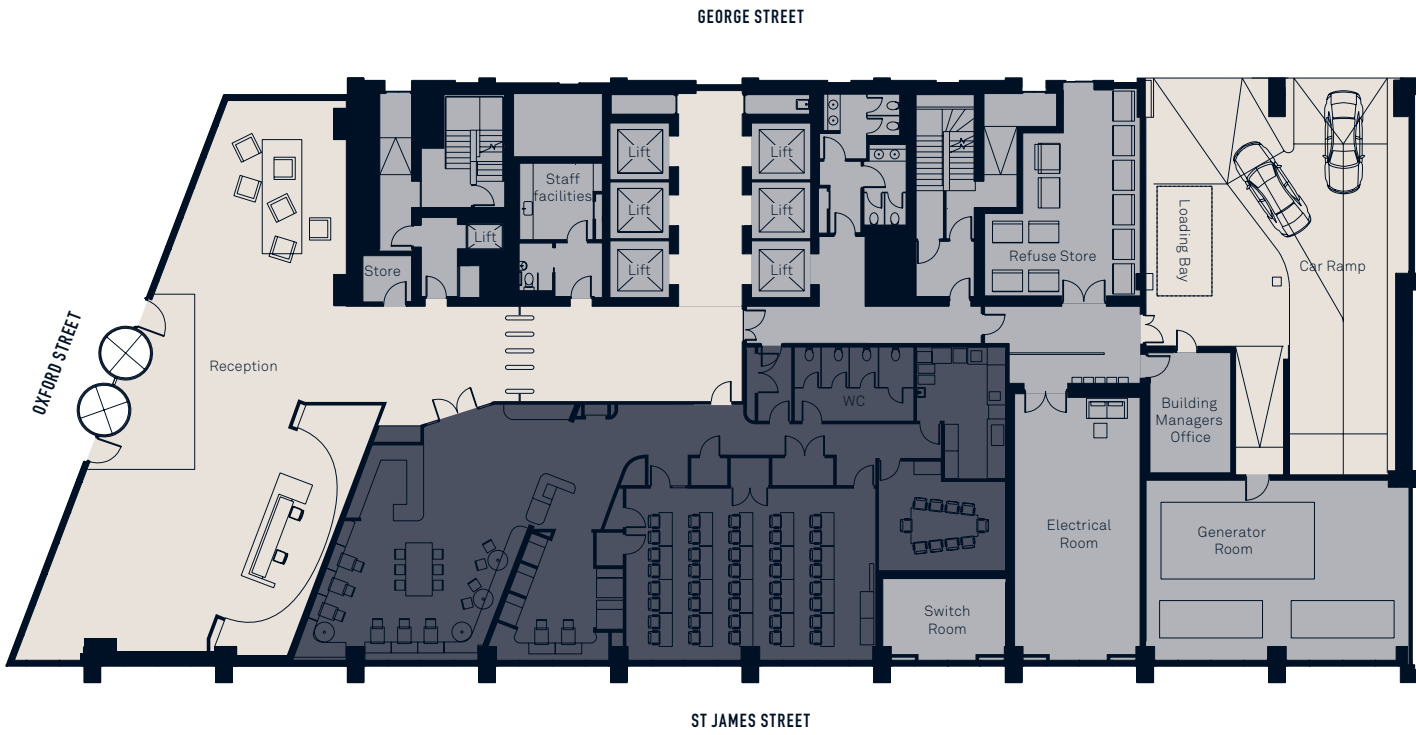 GEORGE STREET
Lift
Lift
Staff
facilities
Lift
Lift
Loading Bay
Lift
Refuse Store
Store
Lift
Lift
Car Ramp
OXFORD STREET
Reception
WC
Building
Managers
Office
Electrical
Room
Generator
Room
Switch
Room
ST JAMES STREET